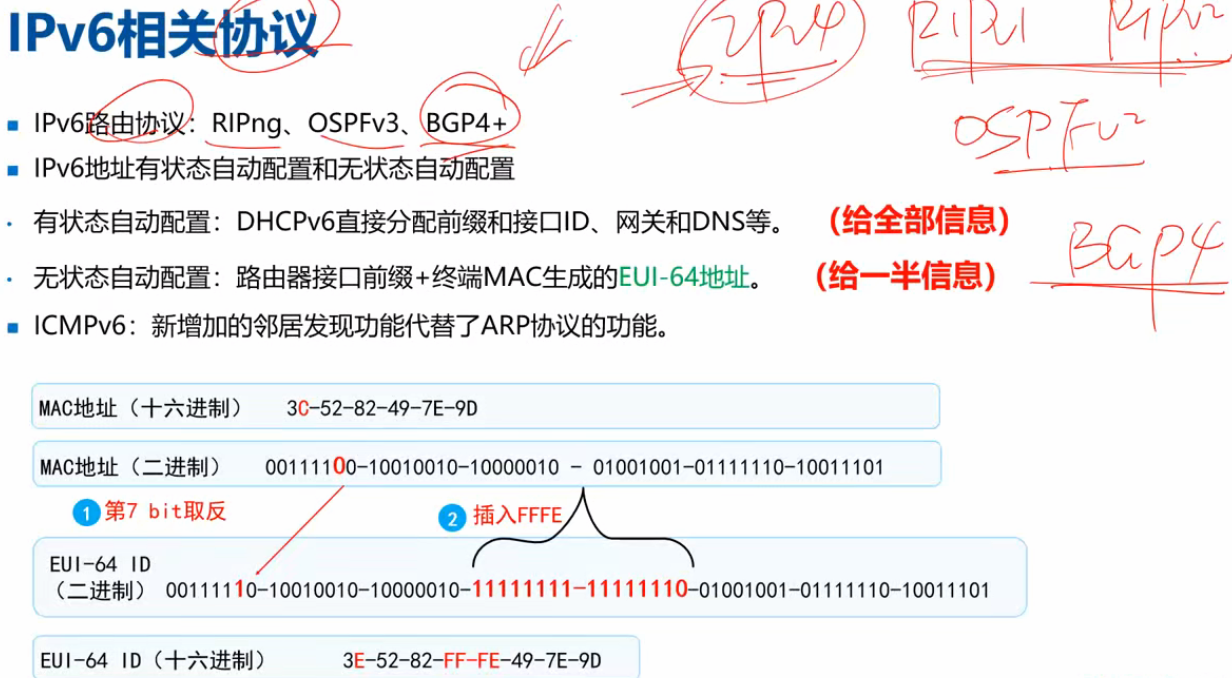 IPv6相关协议
IPv4 RIPv1 RIPv2
OSPFv2
BGP4
■ IPv6路由协议：RIPng、OSPFv3、BGP4+
■ IPv6地址有状态自动配置和无状态自动配置
· 有状态自动配置：DHCPv6直接分配前缀和接口ID、网关和DNS等。 （给全部信息）
· 无状态自动配置：路由器接口前缀+终端MAC生成的EUI-64地址。 （给一半信息）
■ ICMPv6：新增加的邻居发现功能代替了ARP协议的功能。
MAC地址（十六进制） 3C-52-82-49-7E-9D
MAC地址（二进制） 00111100-10010010-10000010 - 01001001-01111110-10011101
1 第7 bit取反 2 插入FFFE
EUI-64 ID
（二进制） 00111110-10010010-10000010-11111111-11111110-01001001-01111110-10011101
EUI-64 ID（十六进制） 3E-52-82-FF-FE-49-7E-9D